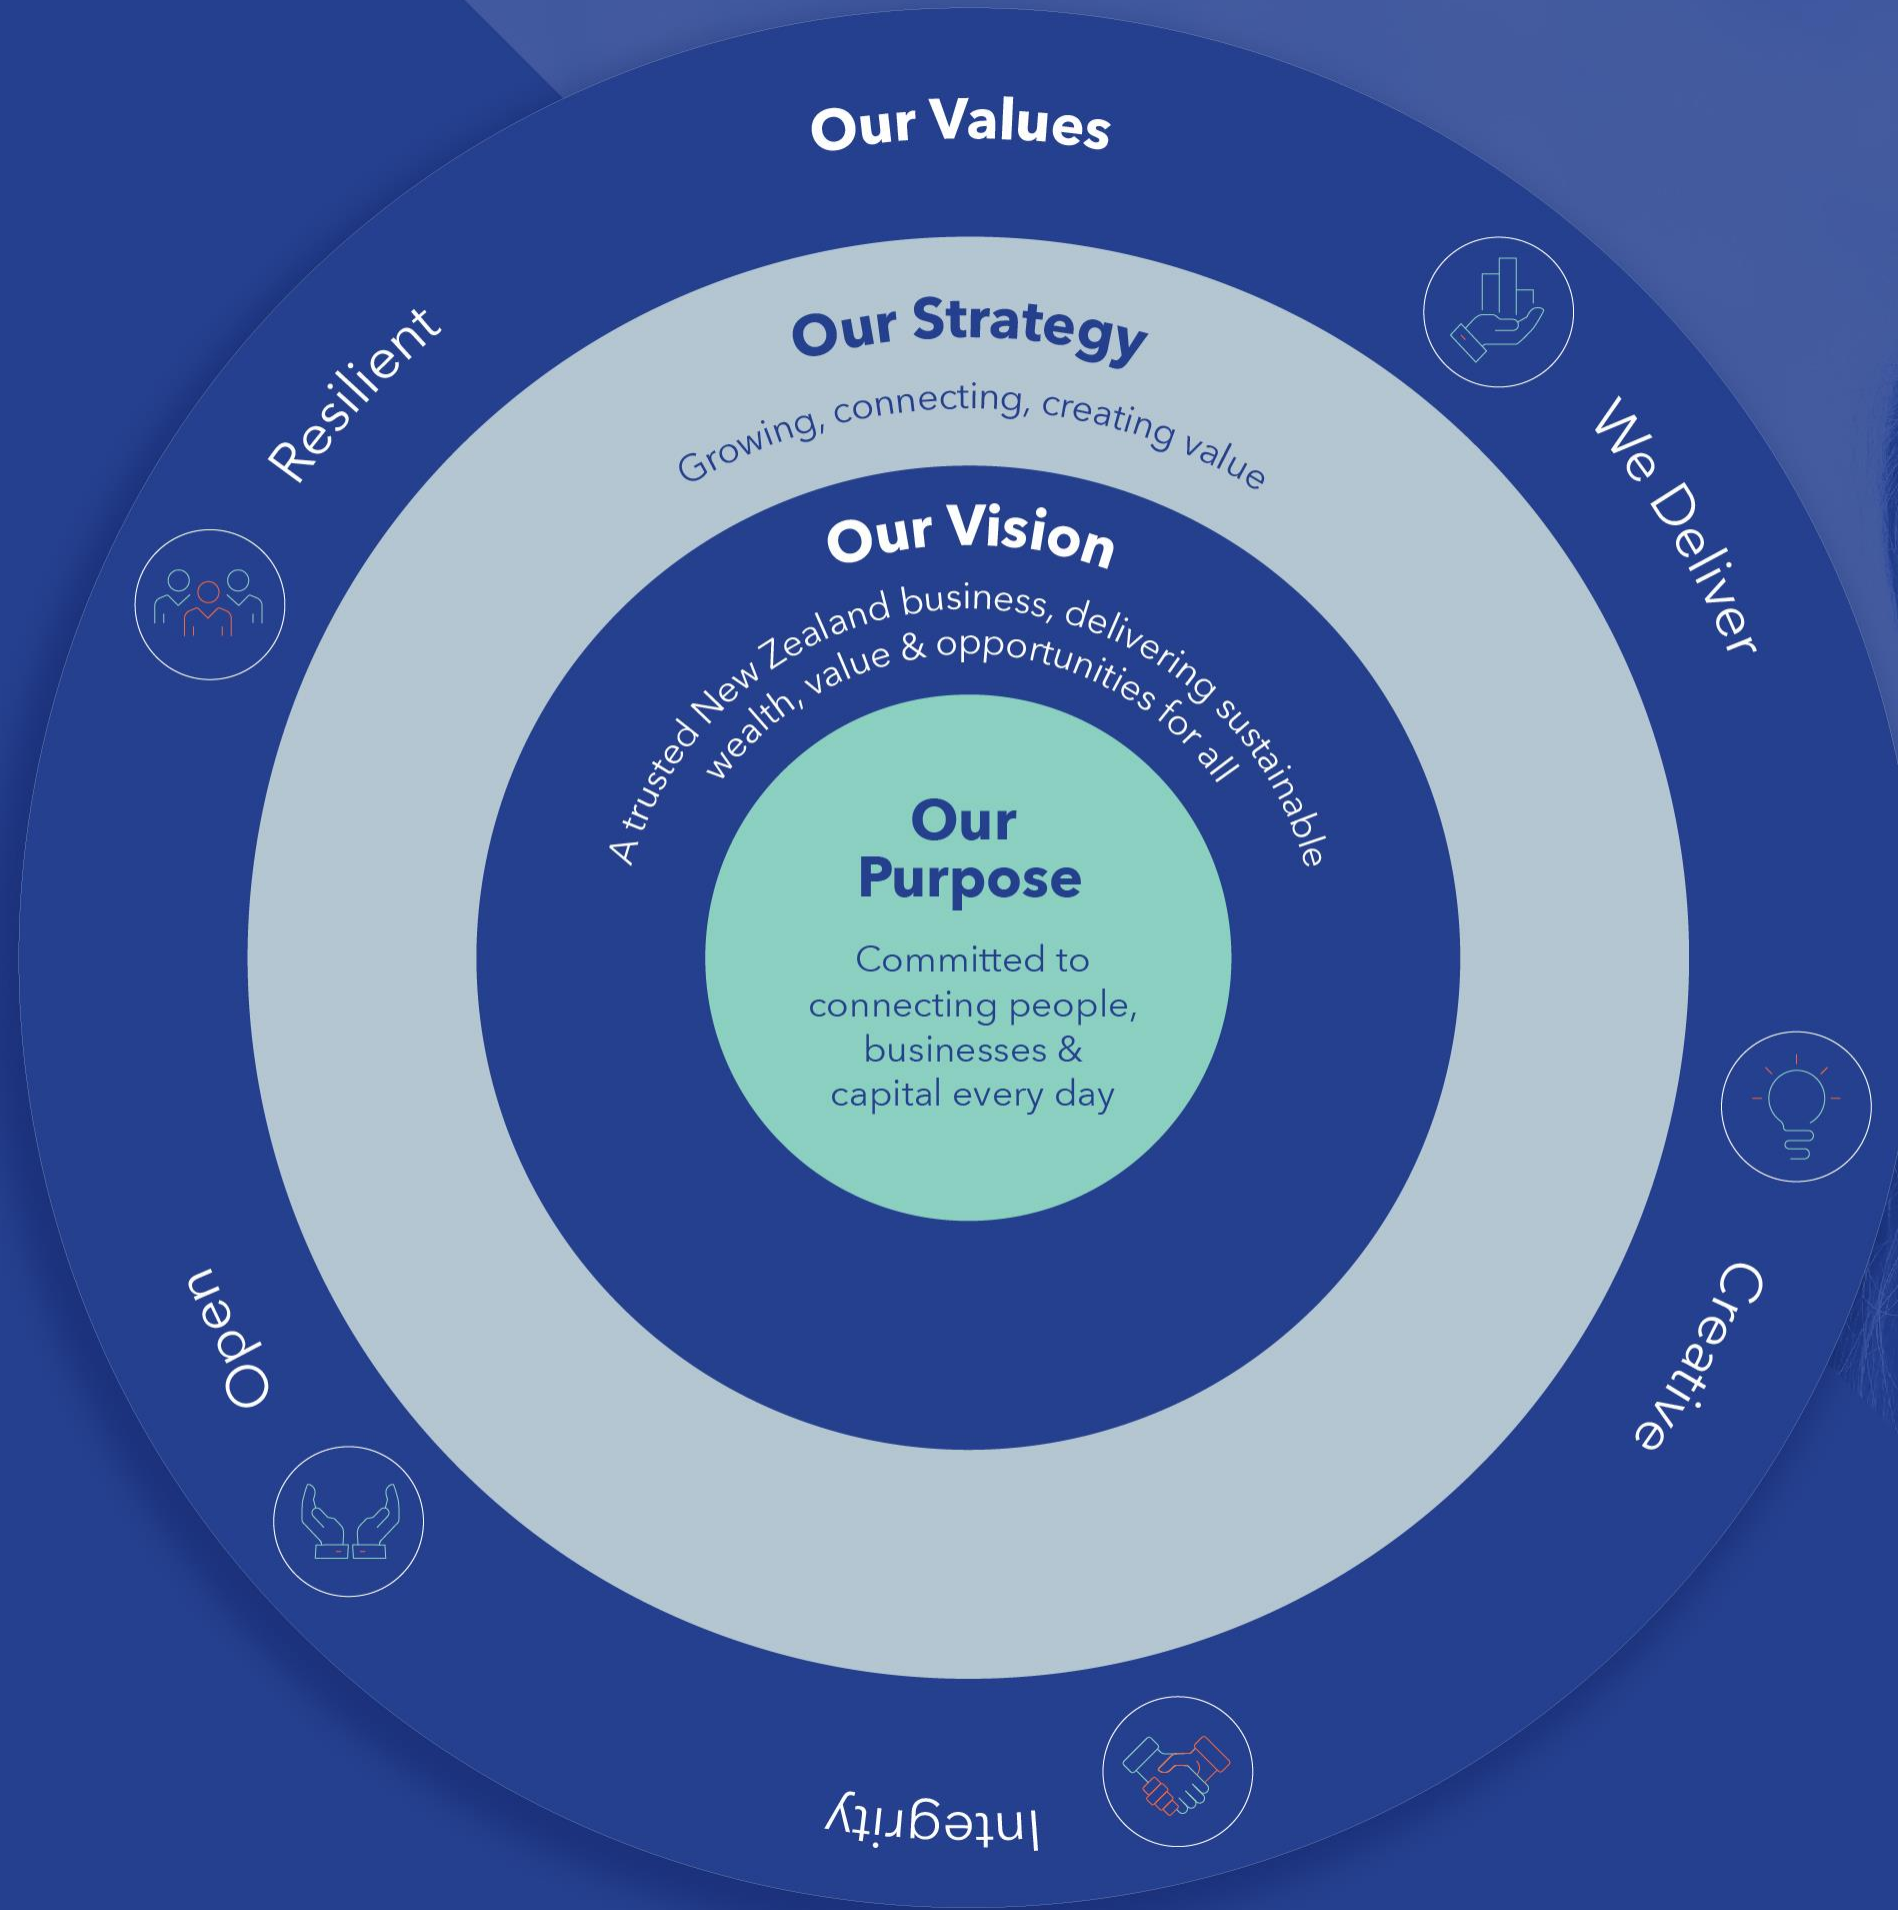 Our Values
We Deliver
Creative
Integrity
Open
Resilient
Our Strategy
Growing, connecting, creating value
Our Vision
A trusted New Zealand business, delivering sustainable
wealth, value & opportunities for all
Our
Purpose
Committed to
connecting people,
businesses &
capital every day